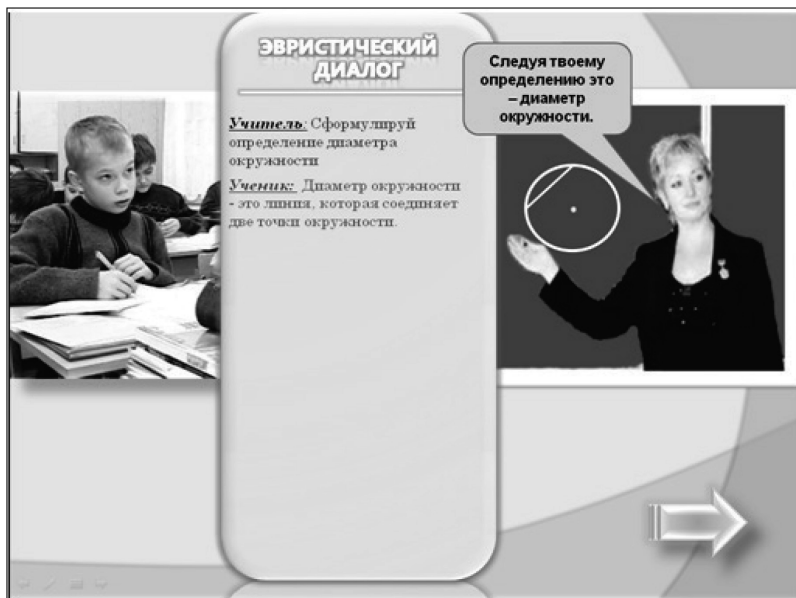 ЭВРИСТИЧЕСКИЙ
ДИАЛОГ
Следуя твоему
определению это
– диаметр
окружности.
Учитель: Сформулируй
определение диаметра
окружности
Ученик: Диаметр окружности
- это линия, которая соединяет
две точки окружности.